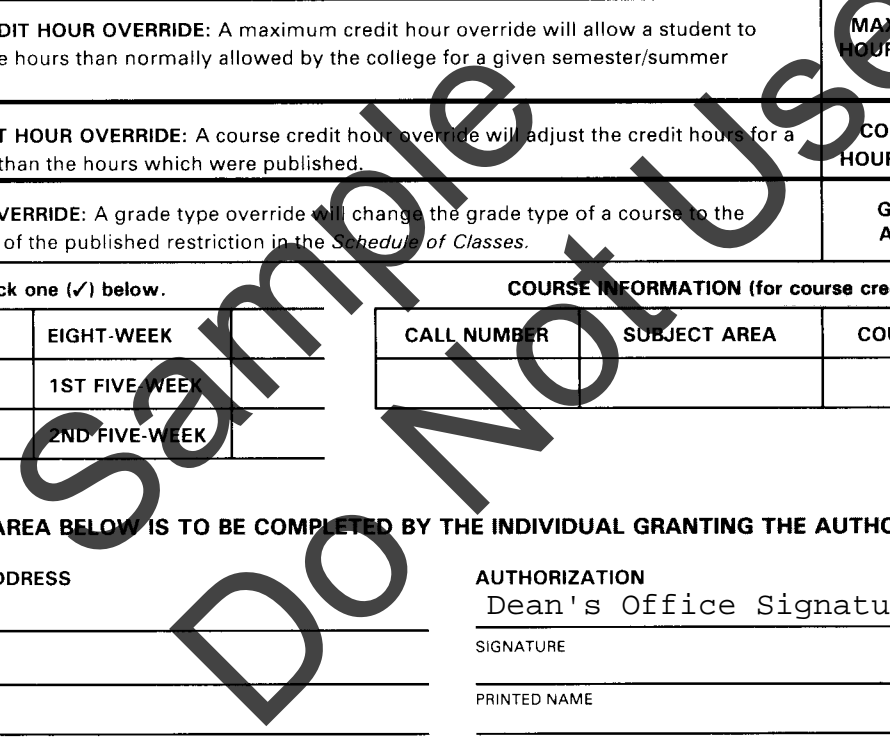 DIT HOUR OVERRIDE: A maximum credit hour override will allow a student to
e hours than normally allowed by the college for a given semester/summer
MAX
HOUR
T HOUR OVERRIDE: A course credit hour override will adjust the credit hours for a
than the hours which were published.
CO
HOUR
VERRIDE: A grade type override will change the grade type of a course to the
of the published restriction in the Schedule of Classes.
G
A
ck one (✓) below.
COURSE INFORMATION (for course cre
EIGHT-WEEK
CALL NUMBER SUBJECT AREA COU
1ST FIVE-WEEK
2ND FIVE-WEEK
AREA BELOW IS TO BE COMPLETED BY THE INDIVIDUAL GRANTING THE AUTHO
DDRESS
AUTHORIZATION
Dean's Office Signatu
SIGNATURE
PRINTED NAME
Sample
Do Not Use